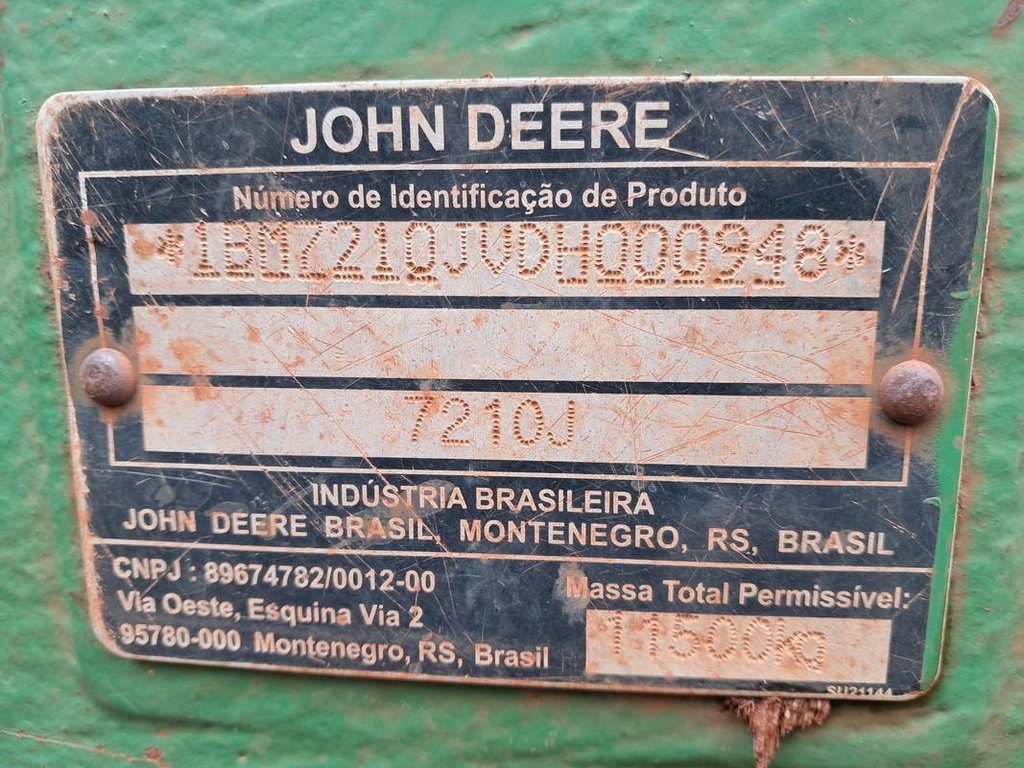 JOHN DEERE
Número de Identificação de Produto
*1BM7210JVDH000948*
7210J
INDÚSTRIA BRASILEIRA
JOHN DEERE BRASIL, MONTENEGRO, RS, BRASIL
CNPJ : 89674782/0012-00
Via Oeste, Esquina Via 2
95780-000 Montenegro, RS, Brasil
Massa Total Permissível:
11500kg
SU21144